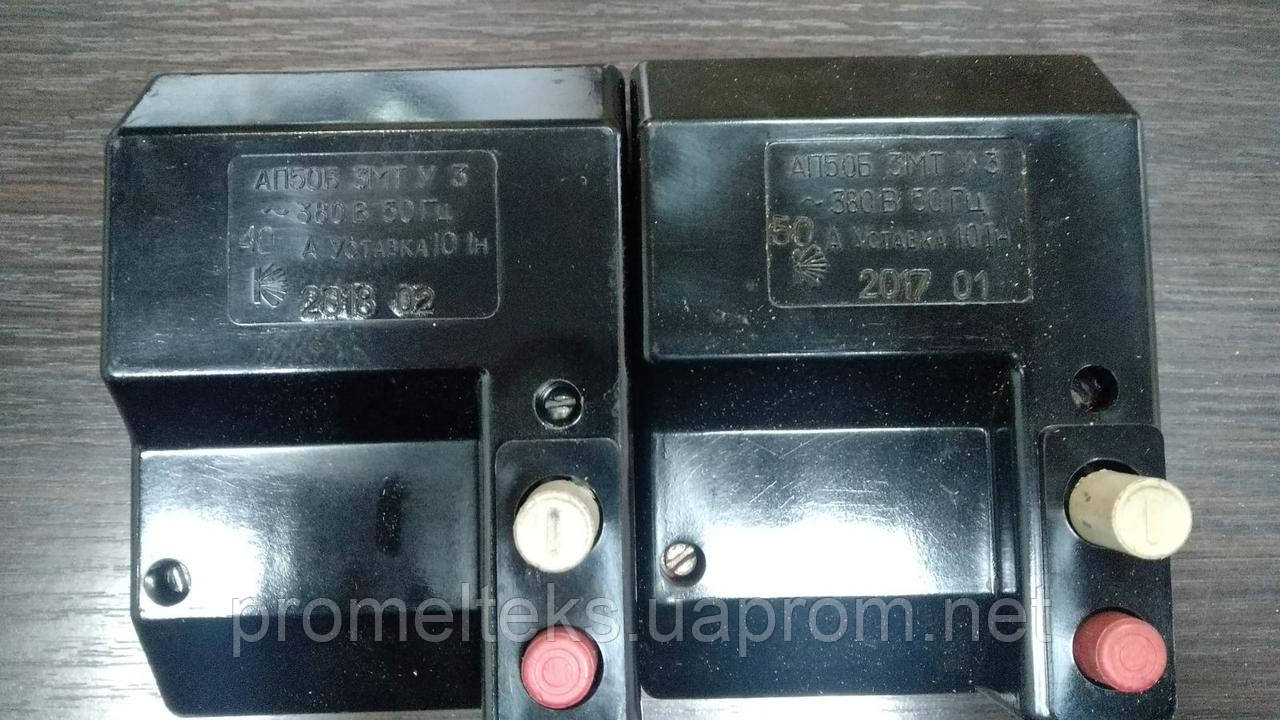 АП50Б 3МТ У 3
~ 380 В 50 Гц
40 А Уставка 10 Iн
К 2018 02
АП50Б 3МТ У 3
~ 380 В 50 Гц
50 А Уставка 10 Iн
К 2017 01
I
I
promelteks.uaprom.net